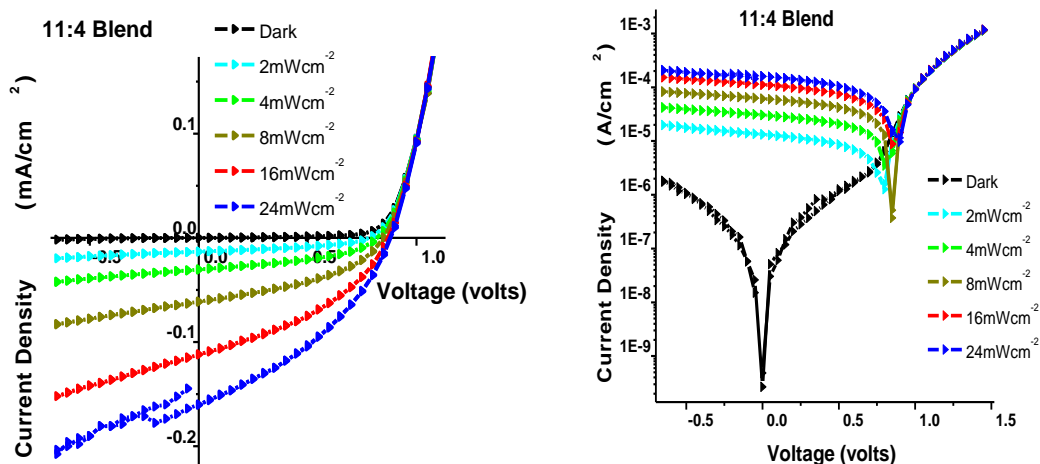 11:4 Blend
Dark
2mWcm-2
4mWcm-2
8mWcm-2
16mWcm-2
24mWcm-2
Current Density (mA/cm2)
0.1
0.0
-0.1
-0.2
-0.5
0.0
0.5
1.0
Voltage (volts)
11:4 Blend
Current Density (A/cm2)
1E-3
1E-4
1E-5
1E-6
1E-7
1E-8
1E-9
Dark
2mWcm-2
4mWcm-2
8mWcm-2
16mWcm-2
24mWcm-2
-0.5
0.0
0.5
1.0
1.5
Voltage (volts)